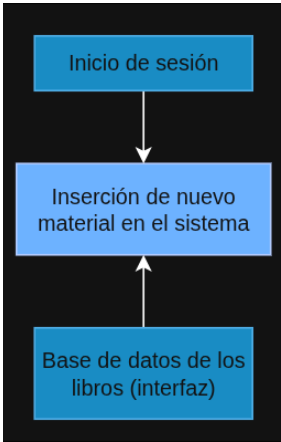 Inicio de sesión
Inserción de nuevo
material en el sistema
Base de datos de los
libros (interfaz)